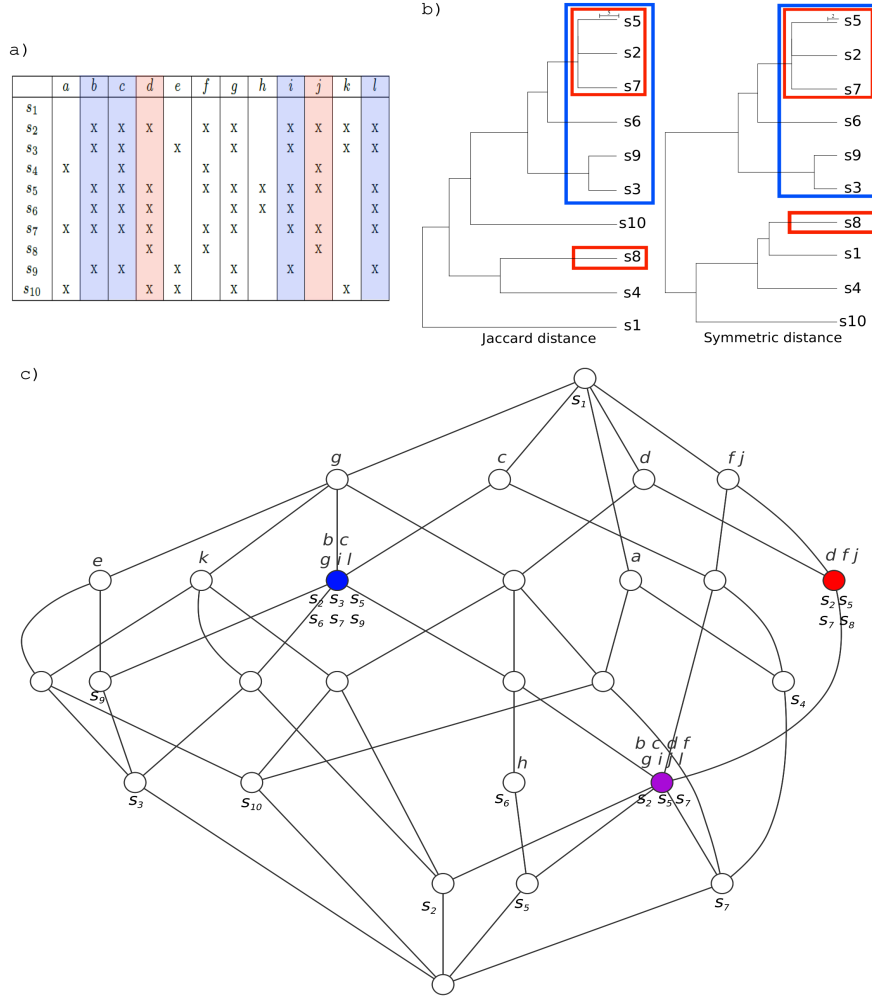 a)
a b c d e f g h i j k l
s1
s2 x x x x x x x x x
s3 x x x x x x x
s4 x x x x
s5 x x x x x x x x x
s6 x x x x x x x
s7 x x x x x x x x x
s8 x x x
s9 x x x x x x
s10 x x x x x
b)
s5
s2
s7
s6
s9
s3
s10
s8
s4
s1
Jaccard distance
s5
s2
s7
s6
s9
s3
s8
s1
s4
s10
Symmetric distance
c)
s1
g
c
d
f j
e
k
b c
g i l
s2 s3 s5
s6 s7 s9
a
d f j
s2 s5
s7 s8
s9
s4
s3
s10
h
s6
b c d f
g i j l
s2 s5 s7
s2
s5
s7